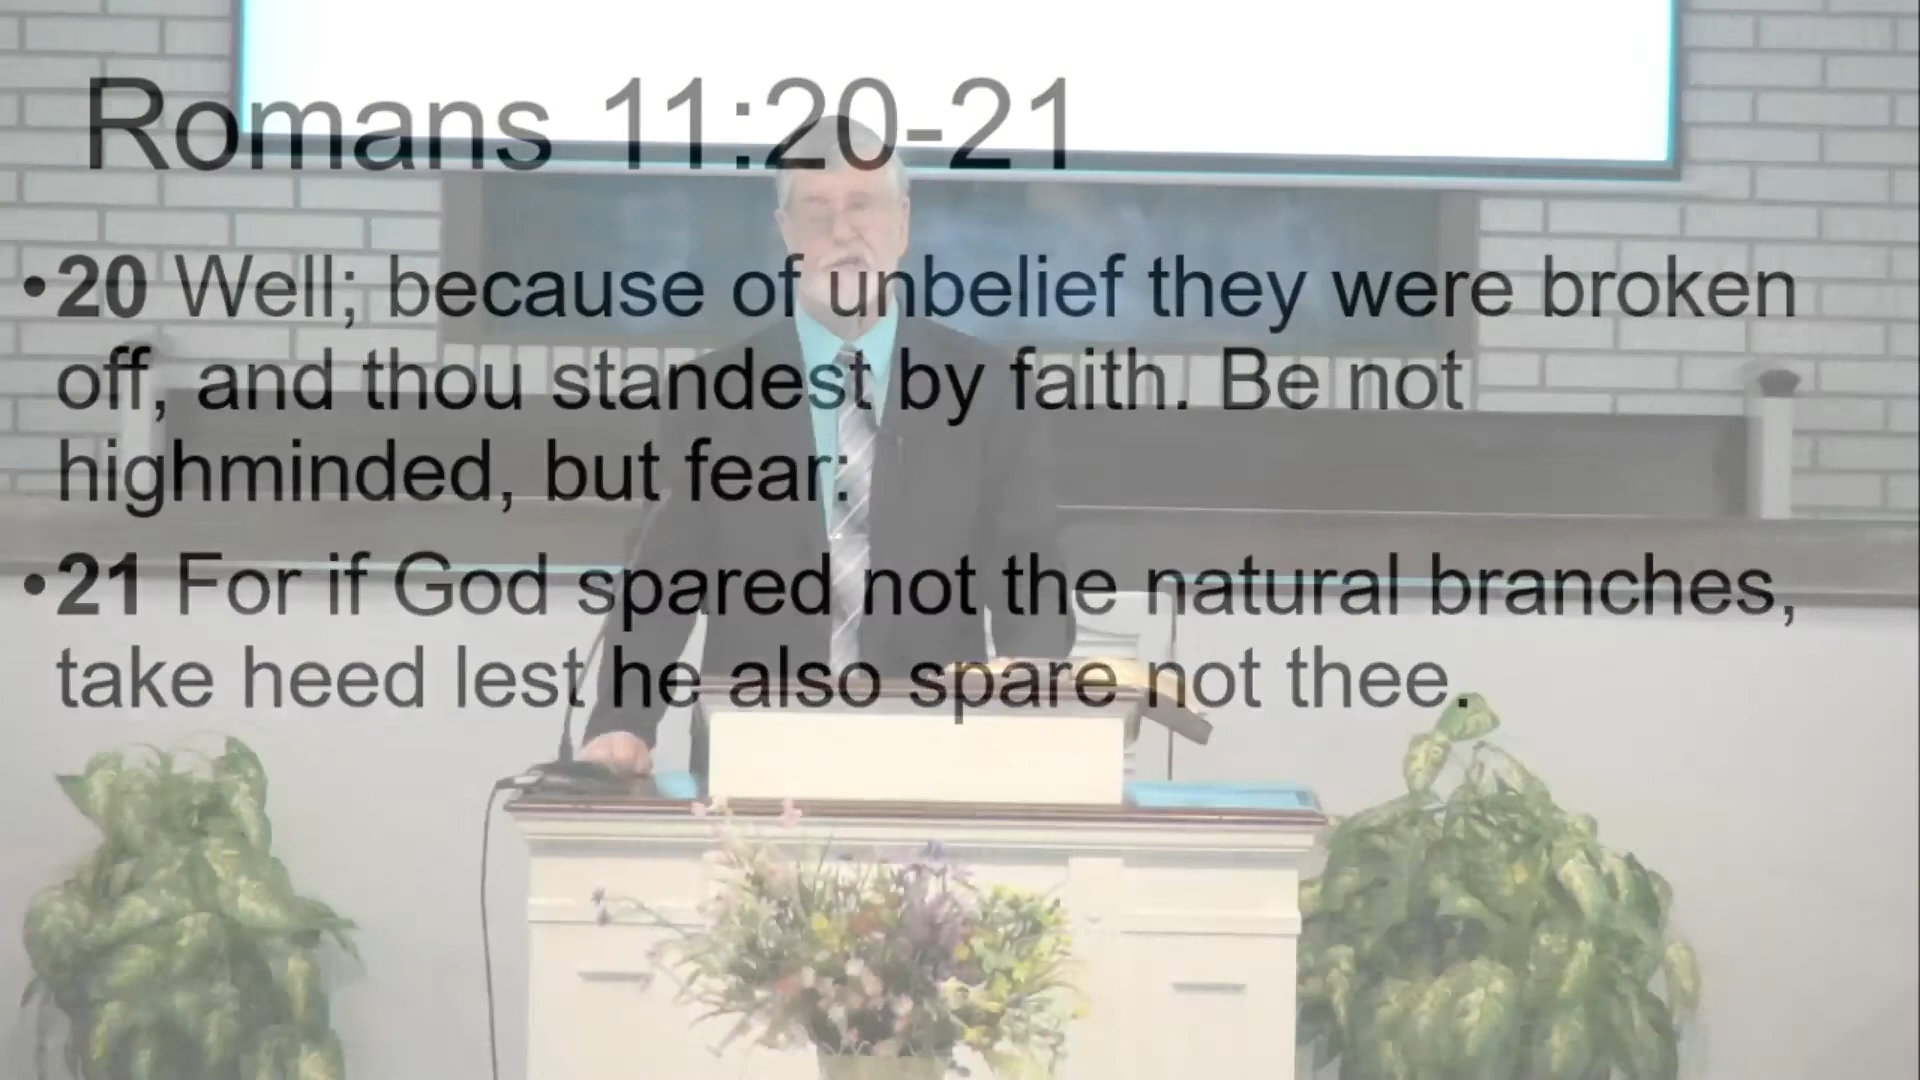 Romans 11:20-21
•20 Well; because of unbelief they were broken
off, and thou standest by faith. Be not
highminded, but fear:
•21 For if God spared not the natural branches,
take heed lest he also spare not thee.